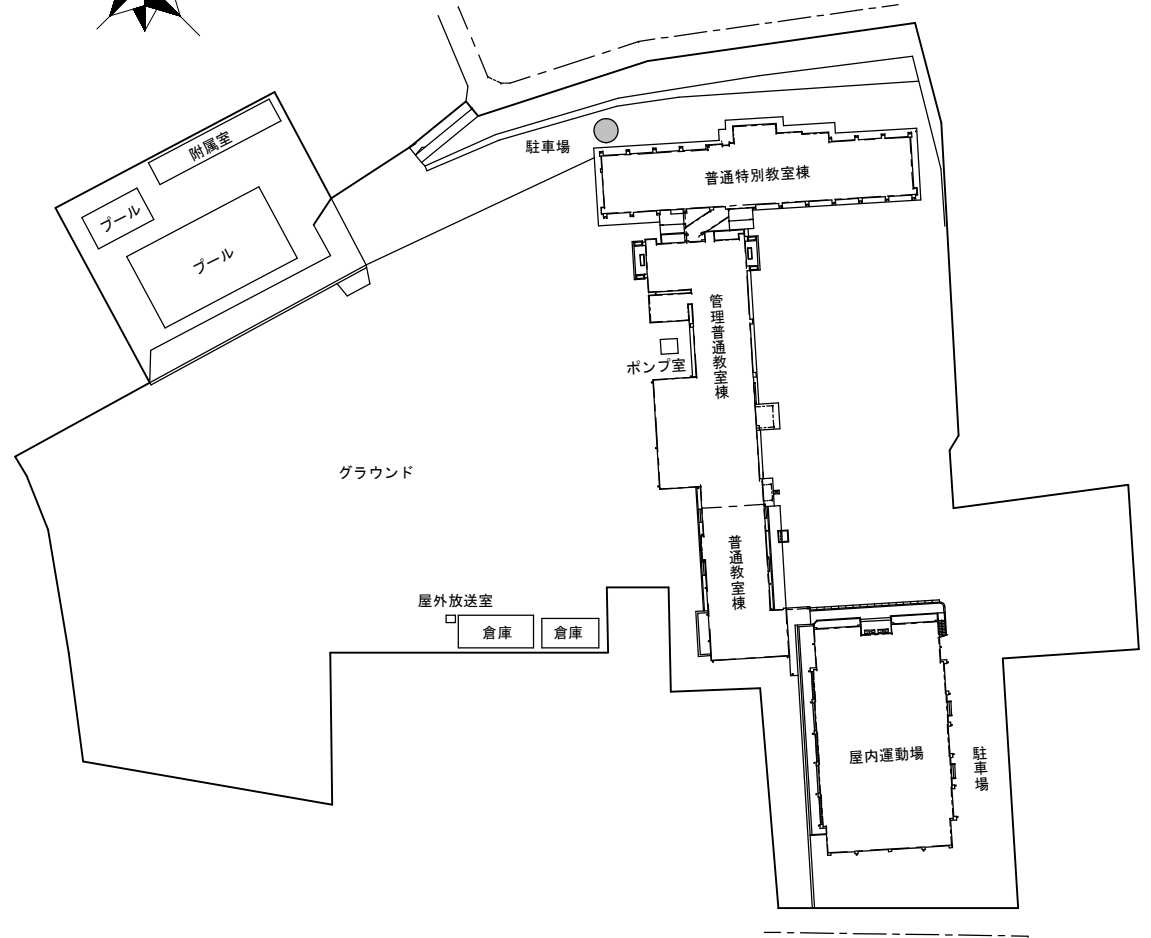 附属室
駐車場
普通特別教室棟
プール
プール
管理普通教室棟
ポンプ室
グラウンド
普通教室棟
屋外放送室
倉庫
倉庫
屋内運動場
駐車場